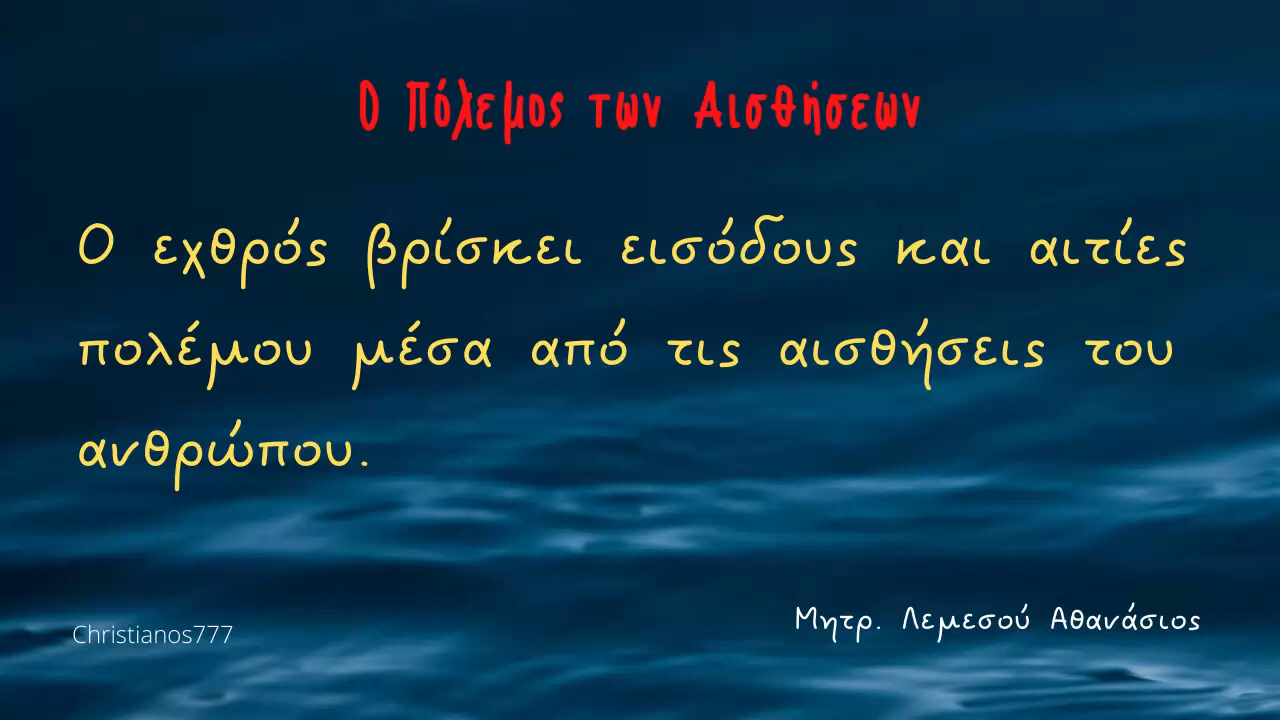 Ο Πόλεμος των Αισθήσεων
Ο εχθρός βρίσκει εισόδους και αιτίες
πολέμου μέσα από τις αισθήσεις του
ανθρώπου.
Christianos777
Μητρ. Λεμεσού Αθανάσιος